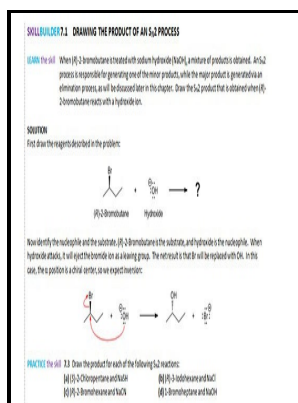 SKILLBUILDER 7.1 DRAWING THE PRODUCT OF AN SN2 PROCESS
LEARN the skill When (R)-2-bromobutane is treated with sodium hydroxide (NaOH), a mixture of products is obtained. An SN2
process is responsible for generating one of the minor products, while the major product is generated via an
elimination process, as will be discussed later in this chapter. Draw the SN2 product that is obtained when (R)-
2-bromobutane reacts with a hydroxide ion.
SOLUTION
First draw the reagents described in the problem:
Br
+ ⊖:OH ⟶ ?
(R)-2-Bromobutane Hydroxide
Now identify the nucleophile and the substrate. (R)-2-Bromobutane is the substrate, and hydroxide is the nucleophile. When
hydroxide attacks, it will eject the bromide ion as a leaving group. The net result is that Br will be replaced with OH. In this
case, the α position is a chiral center, so we expect inversion:
Br OH
+ ⊖:OH ⟶ + :Br:⊖
PRACTICE the skill 7.3 Draw the product for each of the following SN2 reactions:
(a) (S)-2-Chloropentane and NaSH (b) (R)-3-Iodohexane and NaCl
(c) (R)-2-Bromohexane and NaCN (d) 1-Bromoheptane and NaOH